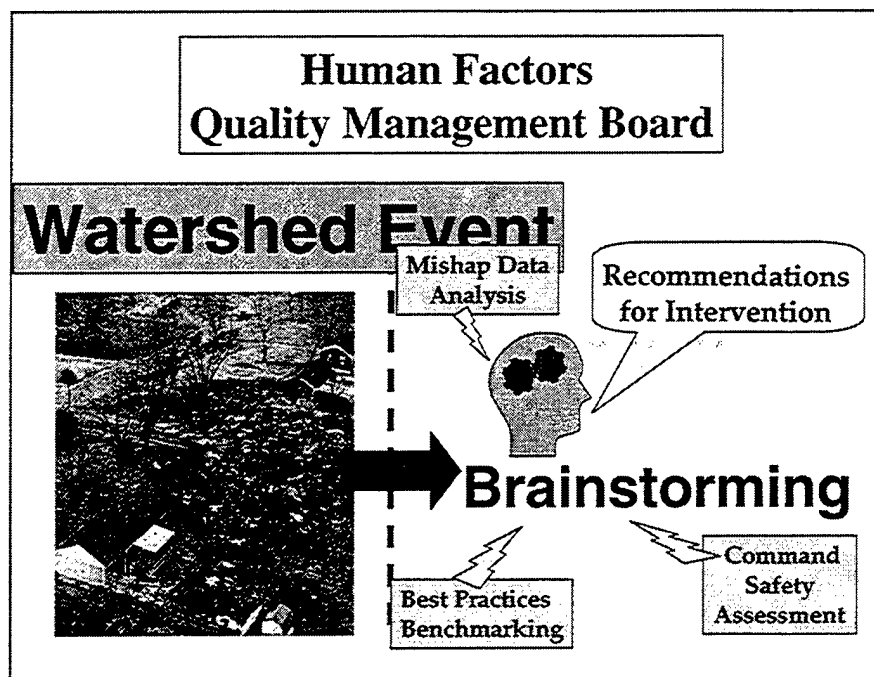 Human Factors
Quality Management Board
Watershed Event
Mishap Data
Analysis
Recommendations
for Intervention
Brainstorming
Best Practices
Benchmarking
Command
Safety
Assessment